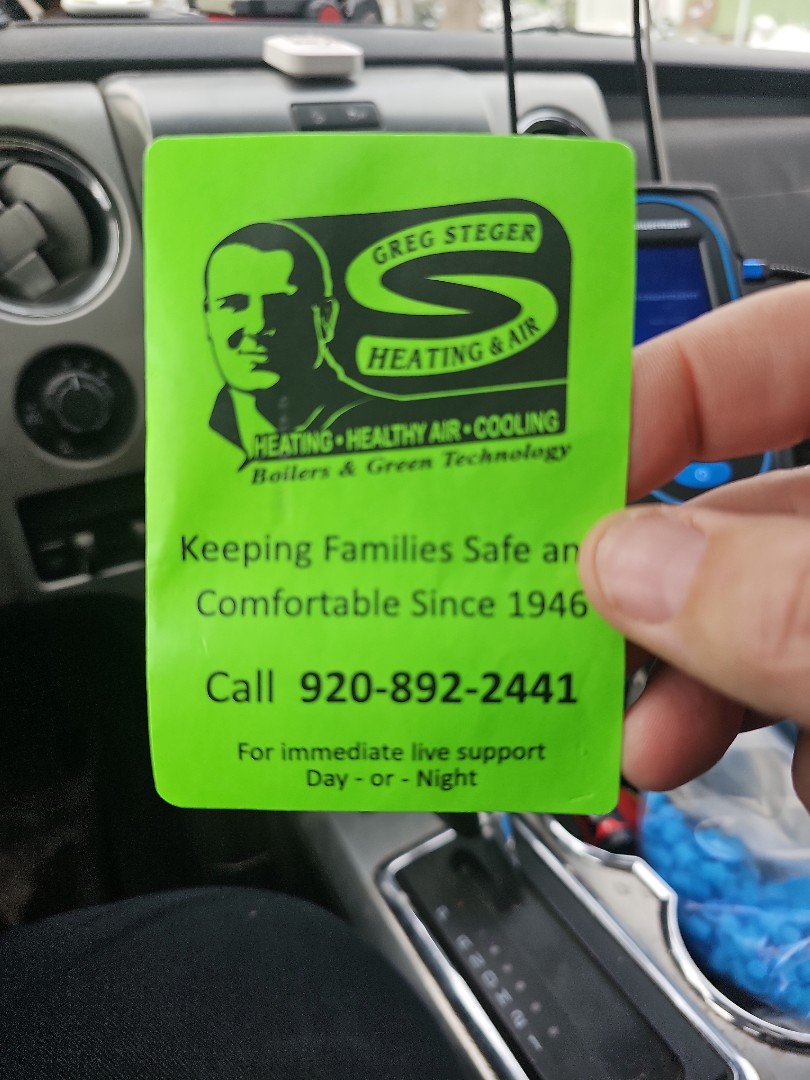 GREG STEGER
HEATING & AIR
HEATING • HEALTHY AIR • COOLING
Boilers & Green Technology
Keeping Families Safe an
Comfortable Since 1946
Call 920-892-2441
For immediate live support
Day - or - Night